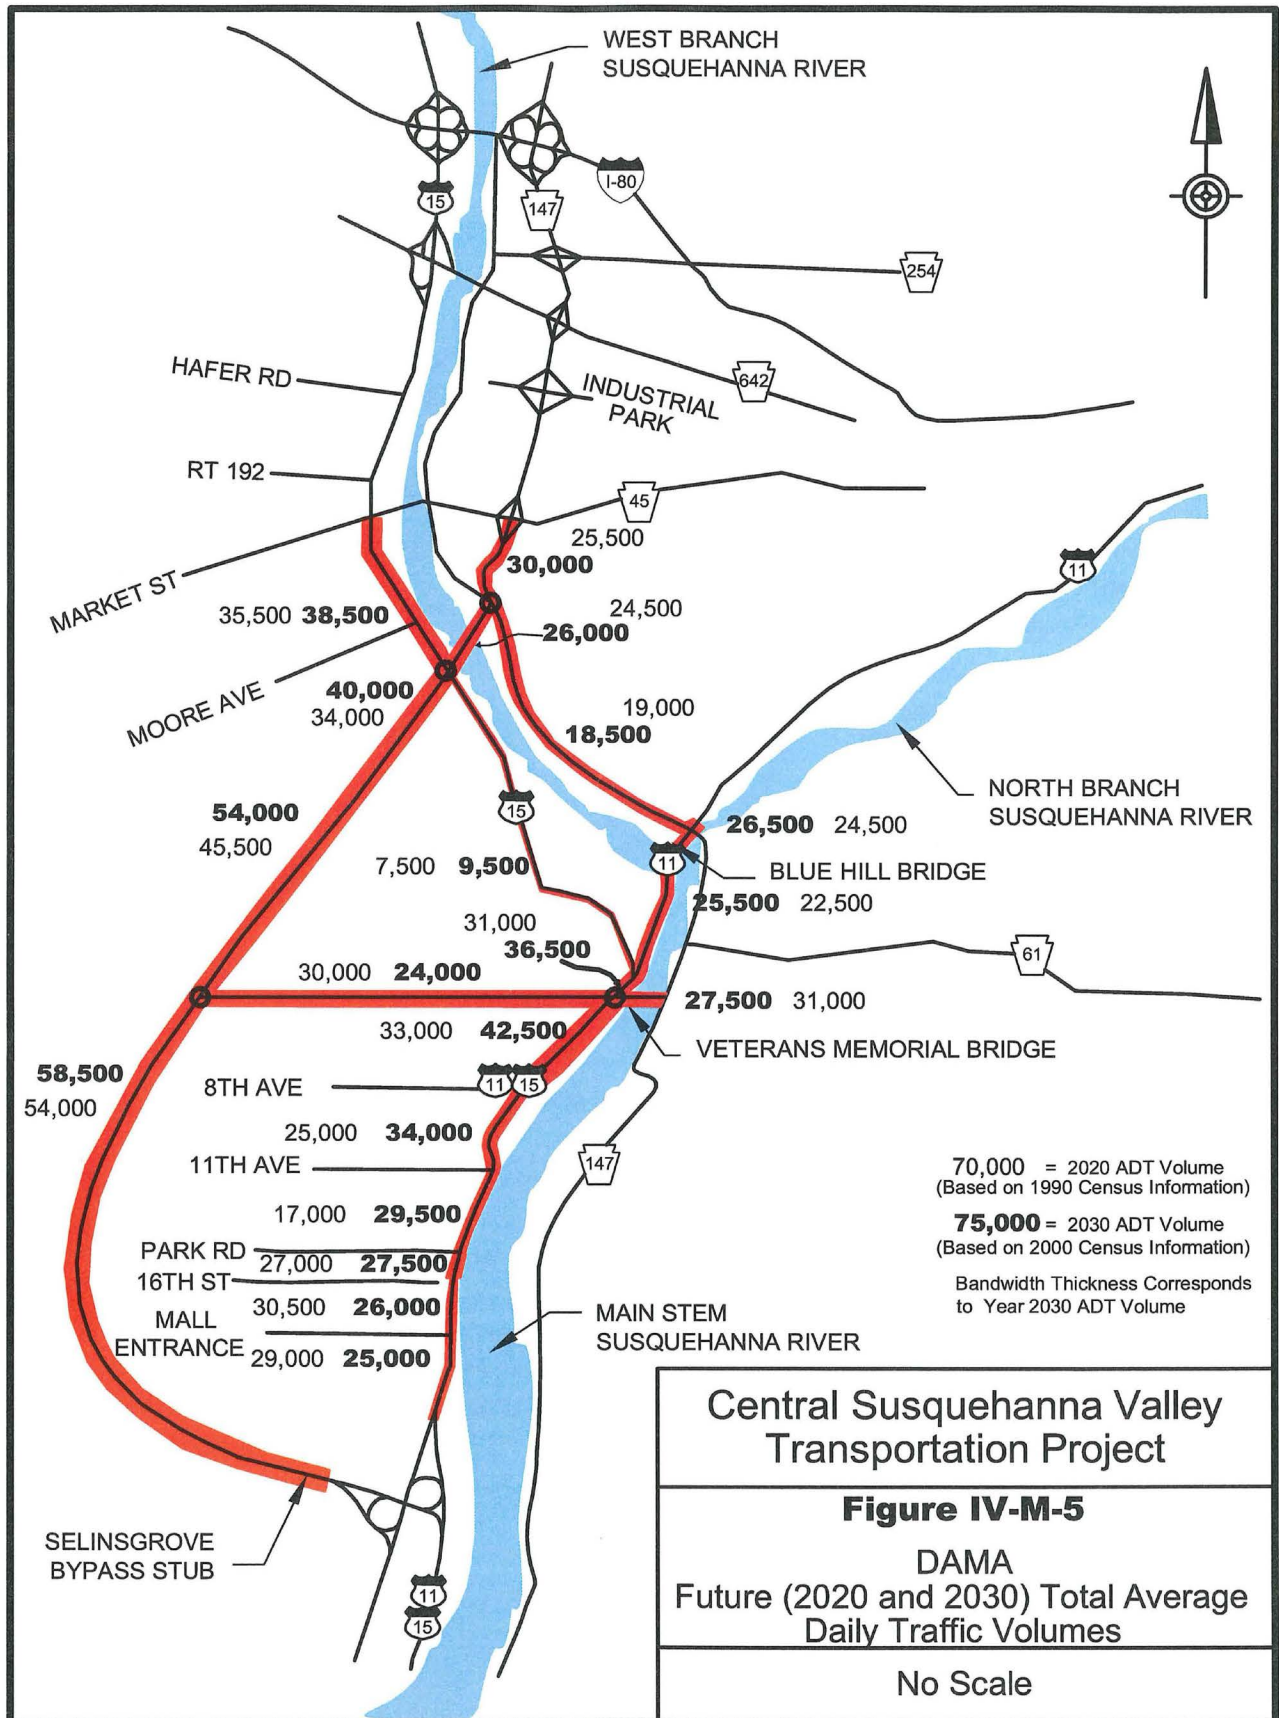 WEST BRANCH
SUSQUEHANNA RIVER
I-80
15
147
254
HAFER RD
642
INDUSTRIAL
PARK
RT 192
45
25,500
30,000
11
MARKET ST
35,500 38,500
24,500
26,000
MOORE AVE
40,000
34,000
19,000
18,500
NORTH BRANCH
SUSQUEHANNA RIVER
54,000
45,500
15
26,500 24,500
7,500 9,500
11
BLUE HILL BRIDGE
25,500 22,500
31,000
36,500
61
30,000 24,000
27,500 31,000
33,000 42,500
VETERANS MEMORIAL BRIDGE
58,500
54,000
8TH AVE
11 15
25,000 34,000
11TH AVE
147
70,000 = 2020 ADT Volume
(Based on 1990 Census Information)
17,000 29,500
75,000 = 2030 ADT Volume
(Based on 2000 Census Information)
PARK RD
27,000 27,500
16TH ST
Bandwidth Thickness Corresponds
to Year 2030 ADT Volume
30,500 26,000
MALL
ENTRANCE
29,000 25,000
MAIN STEM
SUSQUEHANNA RIVER
SELINSGROVE
BYPASS STUB
11
15
Central Susquehanna Valley
Transportation Project
Figure IV-M-5
DAMA
Future (2020 and 2030) Total Average
Daily Traffic Volumes
No Scale